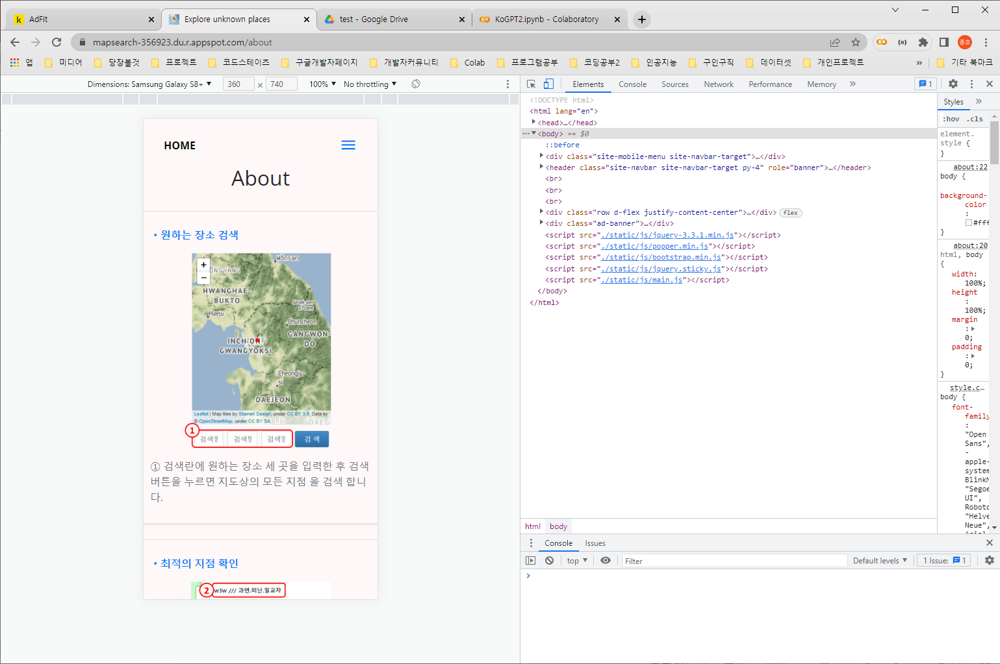 AdFit
Explore unknown places
test - Google Drive
KoGPT2.ipynb - Colaboratory
mapsearch-356923.du.r.appspot.com/about
종호
앱
미디어
당장볼것
프로젝트
코드스테이츠
구글개발자페이지
개발자커뮤니티
Colab
프로그램공부
코딩공부2
인공지능
구인구직
데이터셋
개인프로젝트
»
기타 북마크
Dimensions: Samsung Galaxy S8+ ▼
360 × 740
100% ▼
No throttling ▼
HOME
About
• 원하는 장소 검색
+
−
Wŏnsan
HWANGHAE-
BUKTO
Haeju
Sorak-san
1708m
Chuncheon
GANGWON-
DO
INCH'ON-
GWANGYOKSI
Cheongju-
si
DAEJEON
Leaflet | Map tiles by Stamen Design, under CC BY 3.0. Data by
© OpenStreetMap, under CC BY SA.
1
검 색
① 검색란에 원하는 장소 세 곳을 입력한 후 검색
버튼을 누르면 지도상의 모든 지점 을 검색 합니
다.
• 최적의 지점 확인
2 w3w /// 과연.떠난.일교차
Elements Console Sources Network Performance Memory » 1
<!DOCTYPE html>
<html lang="en">
<head>…</head>
<body> == $0
::before
<div class="site-mobile-menu site-navbar-target">…</div>
<header class="site-navbar site-navbar-target py-4" role="banner">…</header>
<br>
<br>
<br>
<div class="row d-flex justify-content-center">…</div> flex
<div class="ad-banner">…</div>
<script src="./static/js/jquery-3.3.1.min.js"></script>
<script src="./static/js/popper.min.js"></script>
<script src="./static/js/bootstrap.min.js"></script>
<script src="./static/js/jquery.sticky.js"></script>
<script src="./static/js/main.js"></script>
</body>
</html>
html body
Styles »
:hov .cls
element.
style {
}
about:22
body {
background-
color
:
#fff
}
about:20
html, body
{
width:
100%;
height
:
100%;
margin
:▶
0;
padding
:▶
0;
}
style.c…
body {
font-
family
:
"Open
Sans",
-
apple-
system
BlinkM
"Segoe
UI",
Roboto
"Helve
Neue",
Console Issues
top ▼
Filter
Default levels ▼
1 Issue: 1